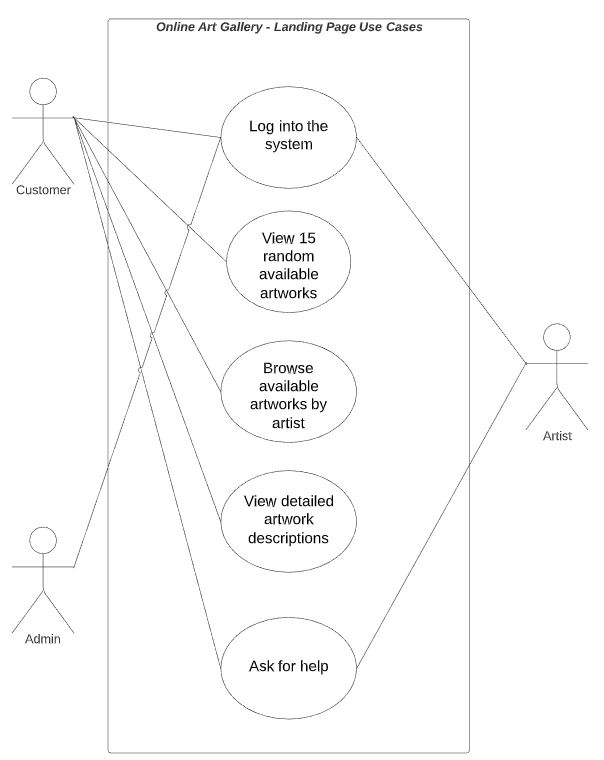 Online Art Gallery - Landing Page Use Cases
Log into the
system
Customer
View 15
random
available
artworks
Browse
available
artworks by
artist
Artist
View detailed
artwork
descriptions
Admin
Ask for help